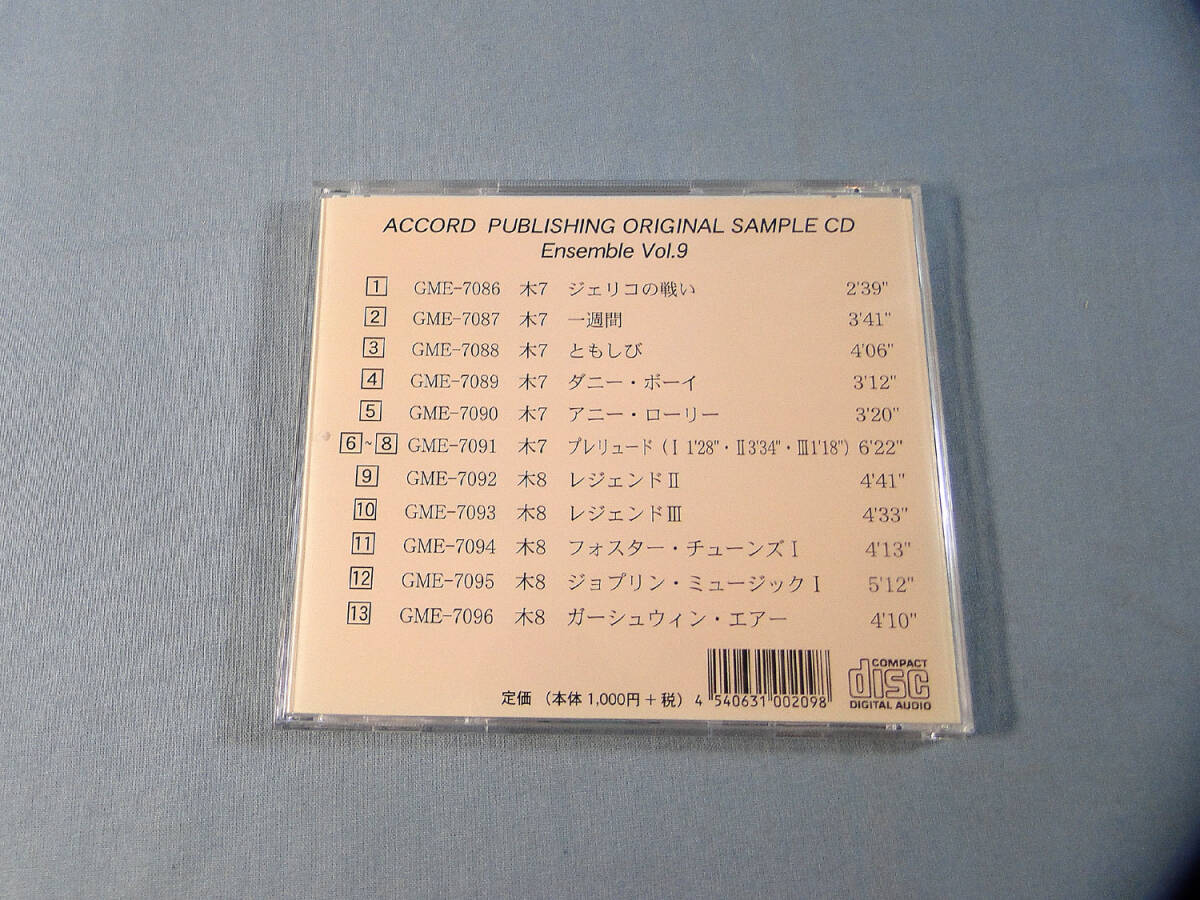 ACCORD PUBLISHING ORIGINAL SAMPLE CD
Ensemble Vol.9
1 GME-7086 木7 ジェリコの戦い 2'39"
2 GME-7087 木7 一週間 3'41"
3 GME-7088 木7 ともしび 4'06"
4 GME-7089 木7 ダニー・ボーイ 3'12"
5 GME-7090 木7 アニー・ローリー 3'20"
6~8 GME-7091 木7 プレリュード(Ⅰ 1'28"・Ⅱ3'34"・Ⅲ1'18") 6'22"
9 GME-7092 木8 レジェンドⅡ 4'41"
10 GME-7093 木8 レジェンドⅢ 4'33"
11 GME-7094 木8 フォスター・チューンズⅠ 4'13"
12 GME-7095 木8 ジョプリン・ミュージックⅠ 5'12"
13 GME-7096 木8 ガーシュウィン・エアー 4'10"
定価(本体1,000円+税) 4 540631 002098
COMPACT
disc
DIGITAL AUDIO